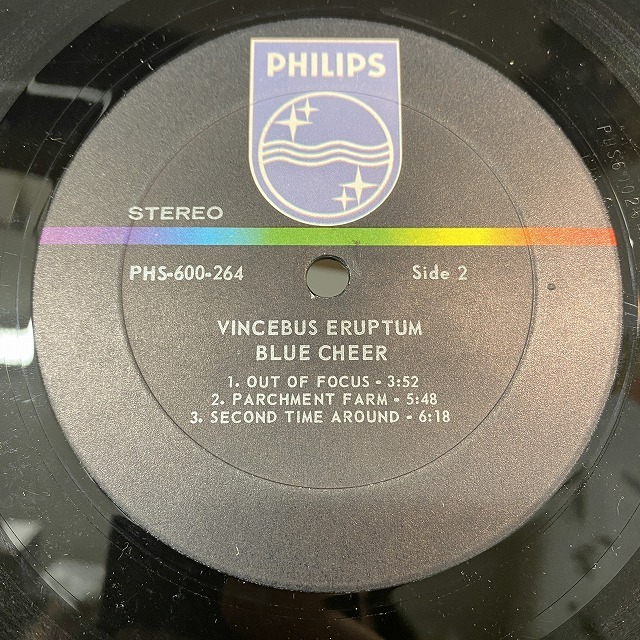 PHILIPS
STEREO
PHS-600-264 Side 2
VINCEBUS ERUPTUM
BLUE CHEER
1. OUT OF FOCUS - 3:52
2. PARCHMENT FARM - 5:48
3. SECOND TIME AROUND - 6:18